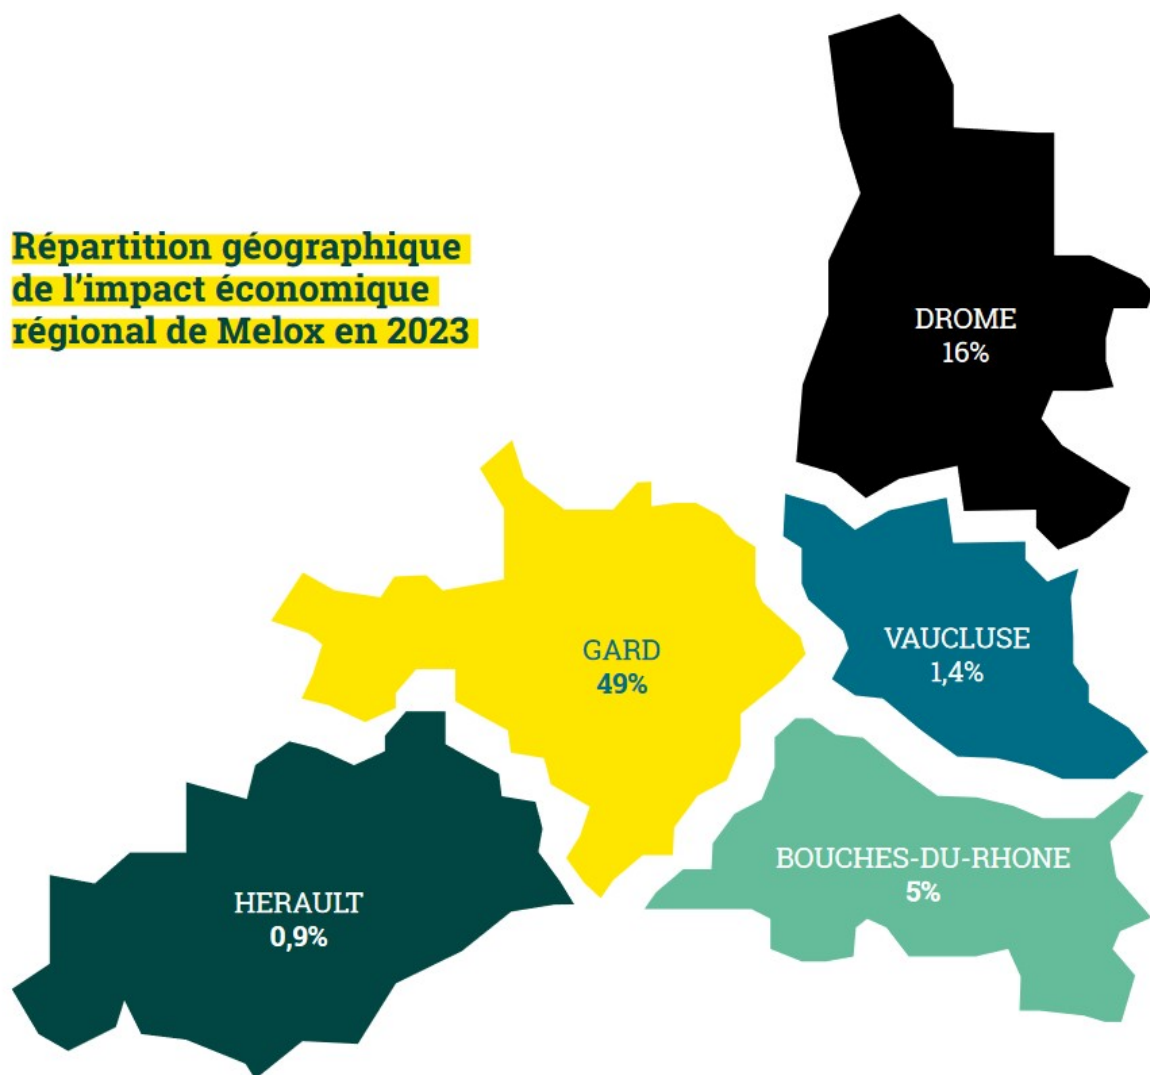 Répartition géographique
de l'impact économique
régional de Melox en 2023
DROME
16%
GARD
49%
VAUCLUSE
1,4%
BOUCHES-DU-RHONE
5%
HERAULT
0,9%